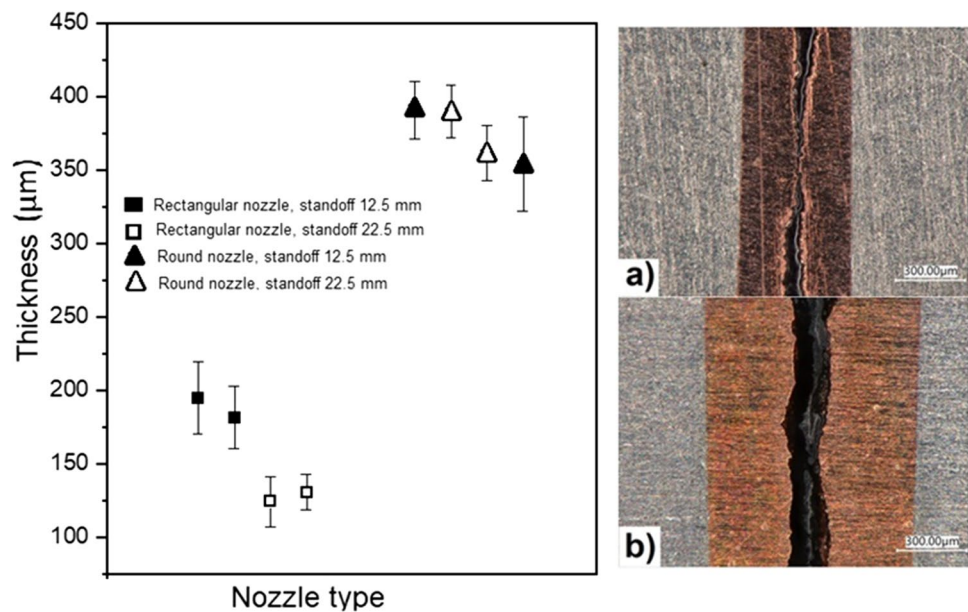 450
400
350
300
250
200
150
100
Thickness (µm)
Rectangular nozzle, standoff 12.5 mm
Rectangular nozzle, standoff 22.5 mm
Round nozzle, standoff 12.5 mm
Round nozzle, standoff 22.5 mm
Nozzle type
a)
300.00µm
b)
300.00µm